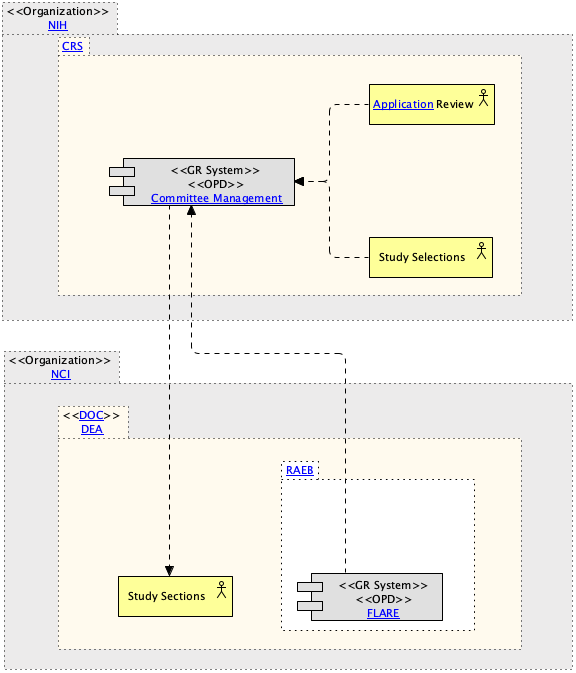 <<Organization>>
NIH
CRS
Application Review
<<GR System>>
<<OPD>>
Committee Management
Study Selections
<<Organization>>
NCI
<<DOC>>
DEA
RAEB
<<GR System>>
<<OPD>>
FLARE
Study Sections